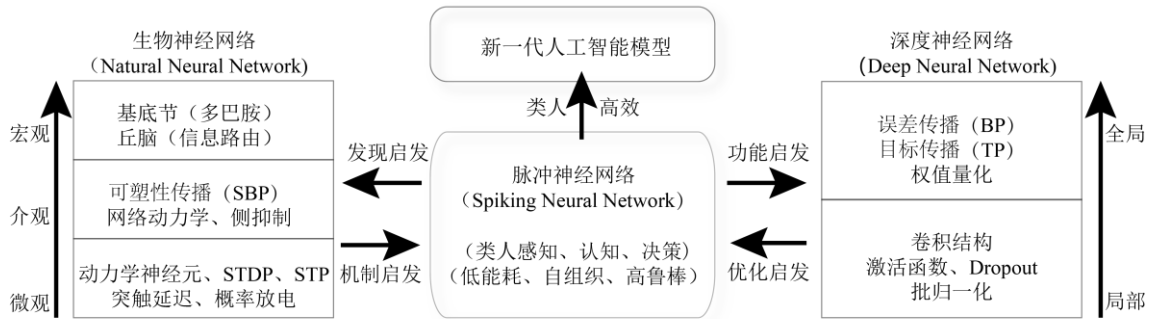 生物神经网络
（Natural Neural Network)
宏观
介观
微观
基底节（多巴胺）
丘脑（信息路由）
可塑性传播（SBP）
网络动力学、侧抑制
动力学神经元、STDP、STP
突触延迟、概率放电
发现启发
机制启发
新一代人工智能模型
类人
高效
脉冲神经网络
（Spiking Neural Network）
(类人感知、认知、决策)
(低能耗、自组织、高鲁棒)
功能启发
优化启发
深度神经网络
(Deep Neural Network)
误差传播（BP）
目标传播（TP）
权值量化
卷积结构
激活函数、Dropout
批归一化
全局
局部